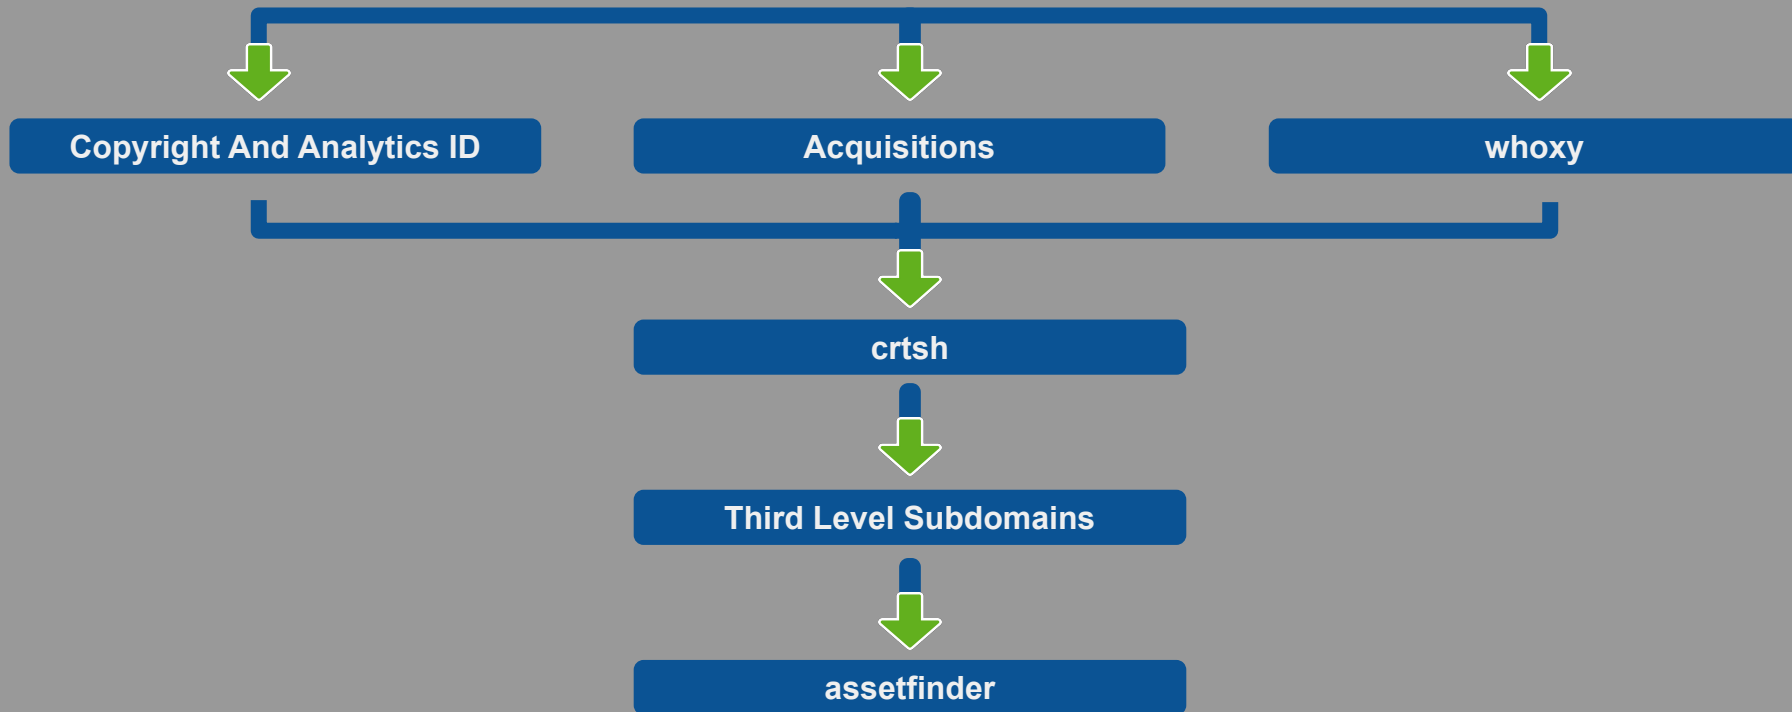 Copyright And Analytics ID
Acquisitions
whoxy
crtsh
Third Level Subdomains
assetfinder